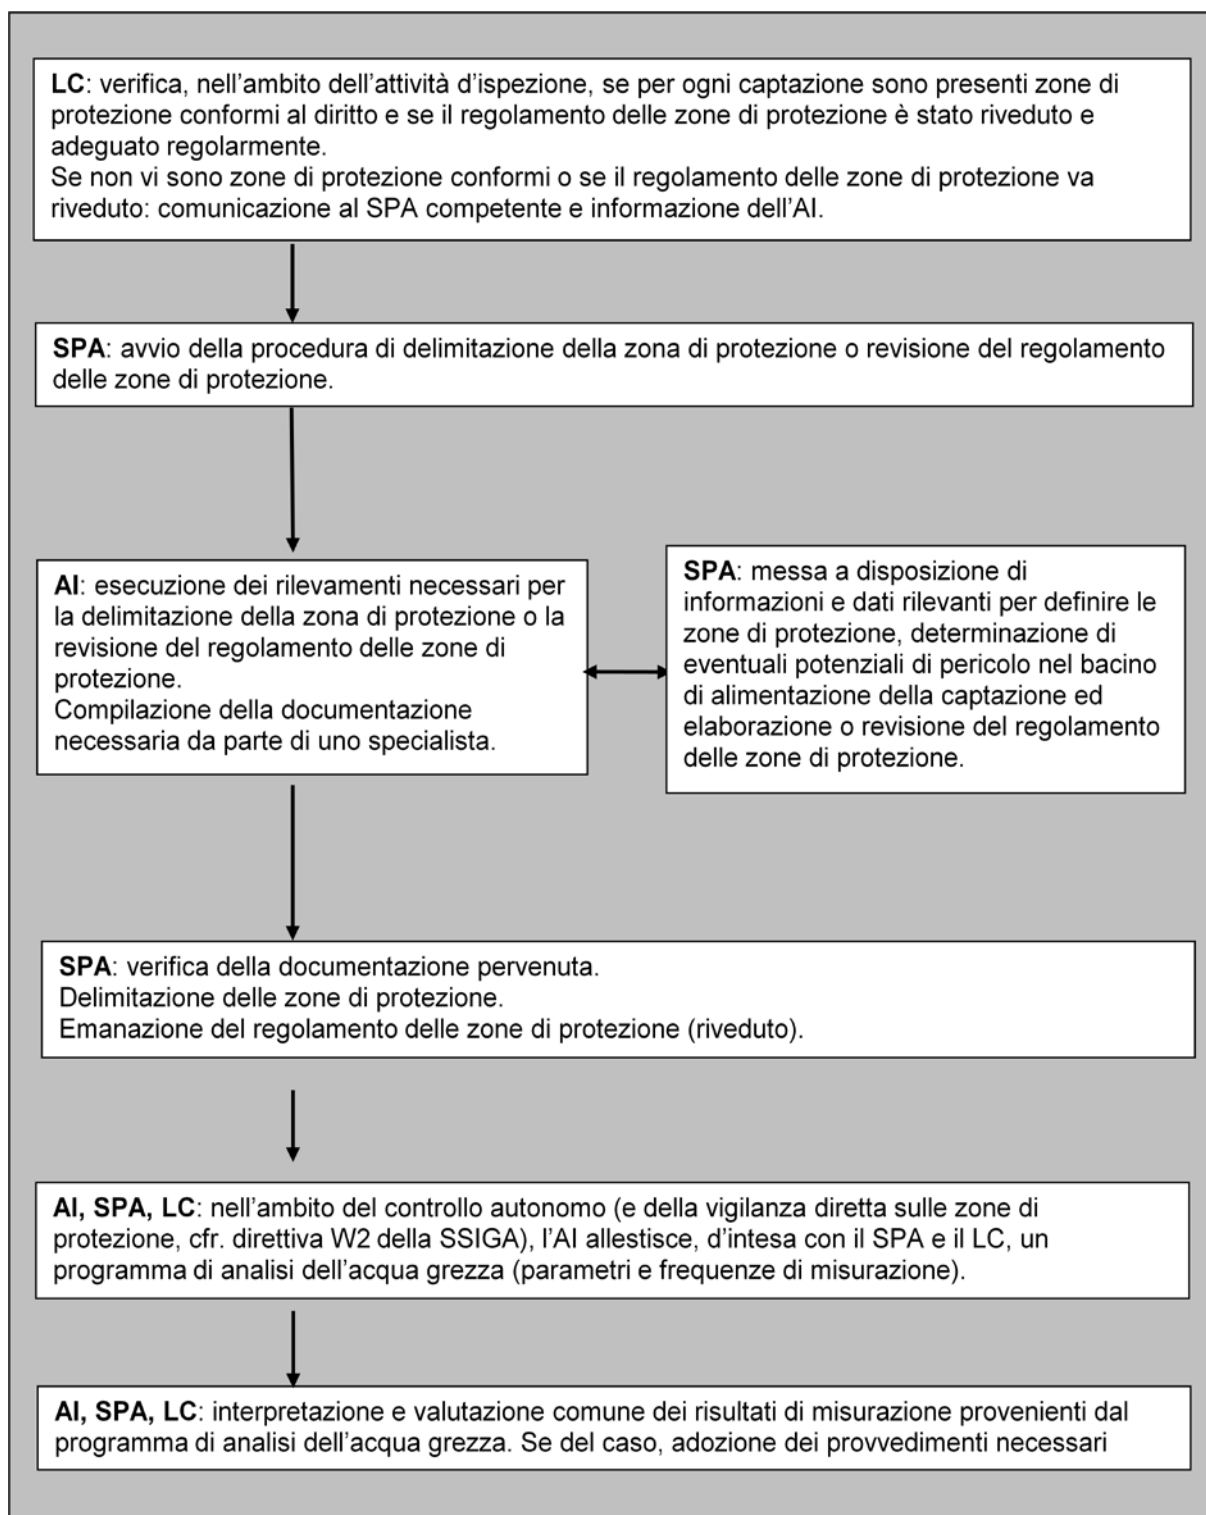 LC: verifica, nell’ambito dell’attività d’ispezione, se per ogni captazione sono presenti zone di
protezione conformi al diritto e se il regolamento delle zone di protezione è stato riveduto e
adeguato regolarmente.
Se non vi sono zone di protezione conformi o se il regolamento delle zone di protezione va
riveduto: comunicazione al SPA competente e informazione dell’AI.
SPA: avvio della procedura di delimitazione della zona di protezione o revisione del regolamento
delle zone di protezione.
AI: esecuzione dei rilevamenti necessari per
la delimitazione della zona di protezione o la
revisione del regolamento delle zone di
protezione.
Compilazione della documentazione
necessaria da parte di uno specialista.
SPA: messa a disposizione di
informazioni e dati rilevanti per definire le
zone di protezione, determinazione di
eventuali potenziali di pericolo nel bacino
di alimentazione della captazione ed
elaborazione o revisione del regolamento
delle zone di protezione.
SPA: verifica della documentazione pervenuta.
Delimitazione delle zone di protezione.
Emanazione del regolamento delle zone di protezione (riveduto).
AI, SPA, LC: nell’ambito del controllo autonomo (e della vigilanza diretta sulle zone di
protezione, cfr. direttiva W2 della SSIGA), l’AI allestisce, d’intesa con il SPA e il LC, un
programma di analisi dell’acqua grezza (parametri e frequenze di misurazione).
AI, SPA, LC: interpretazione e valutazione comune dei risultati di misurazione provenienti dal
programma di analisi dell’acqua grezza. Se del caso, adozione dei provvedimenti necessari